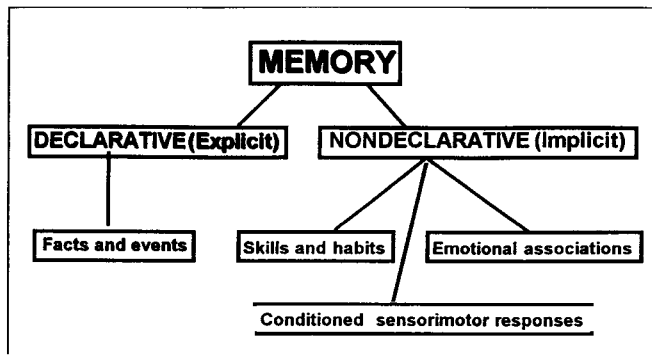 MEMORY
DECLARATIVE (Explicit)
NONDECLARATIVE (Implicit)
Facts and events
Skills and habits
Emotional associations
Conditioned sensorimotor responses